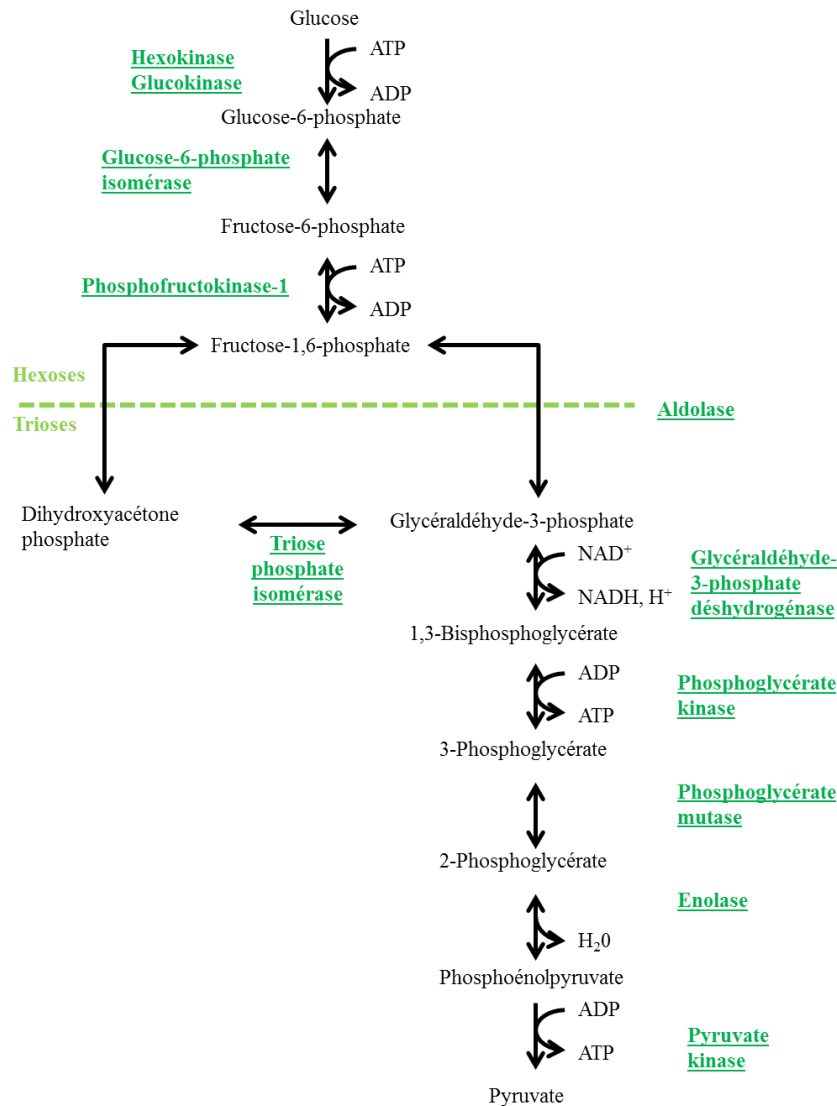 Glucose
Hexokinase
Glucokinase
ATP
ADP
Glucose-6-phosphate
Glucose-6-phosphate
isomérase
Fructose-6-phosphate
Phosphofructokinase-1
ATP
ADP
Fructose-1,6-phosphate
Hexoses
Trioses
Aldolase
Dihydroxyacétone
phosphate
Triose
phosphate
isomérase
Glycéraldéhyde-3-phosphate
NAD⁺
NADH, H⁺
Glycéraldéhyde-
3-phosphate
déshydrogénase
1,3-Bisphosphoglycérate
ADP
ATP
Phosphoglycérate
kinase
3-Phosphoglycérate
Phosphoglycérate
mutase
2-Phosphoglycérate
Enolase
H₂0
Phosphoénolpyruvate
ADP
ATP
Pyruvate
kinase
Pyruvate